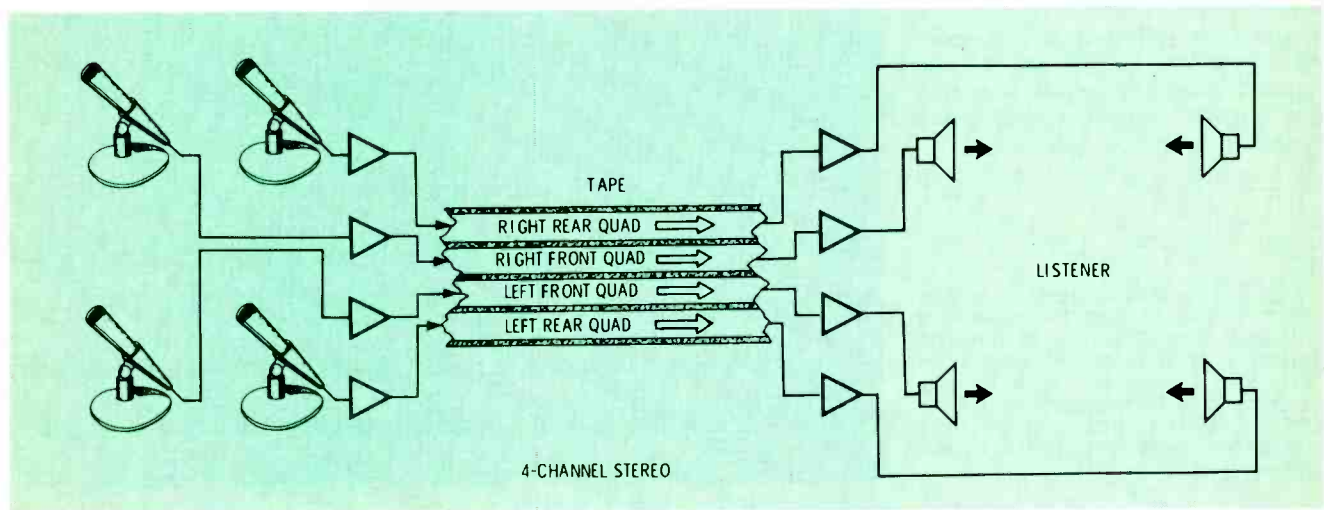 TAPE
RIGHT REAR QUAD
RIGHT FRONT QUAD
LEFT FRONT QUAD
LEFT REAR QUAD
LISTENER
4-CHANNEL STEREO